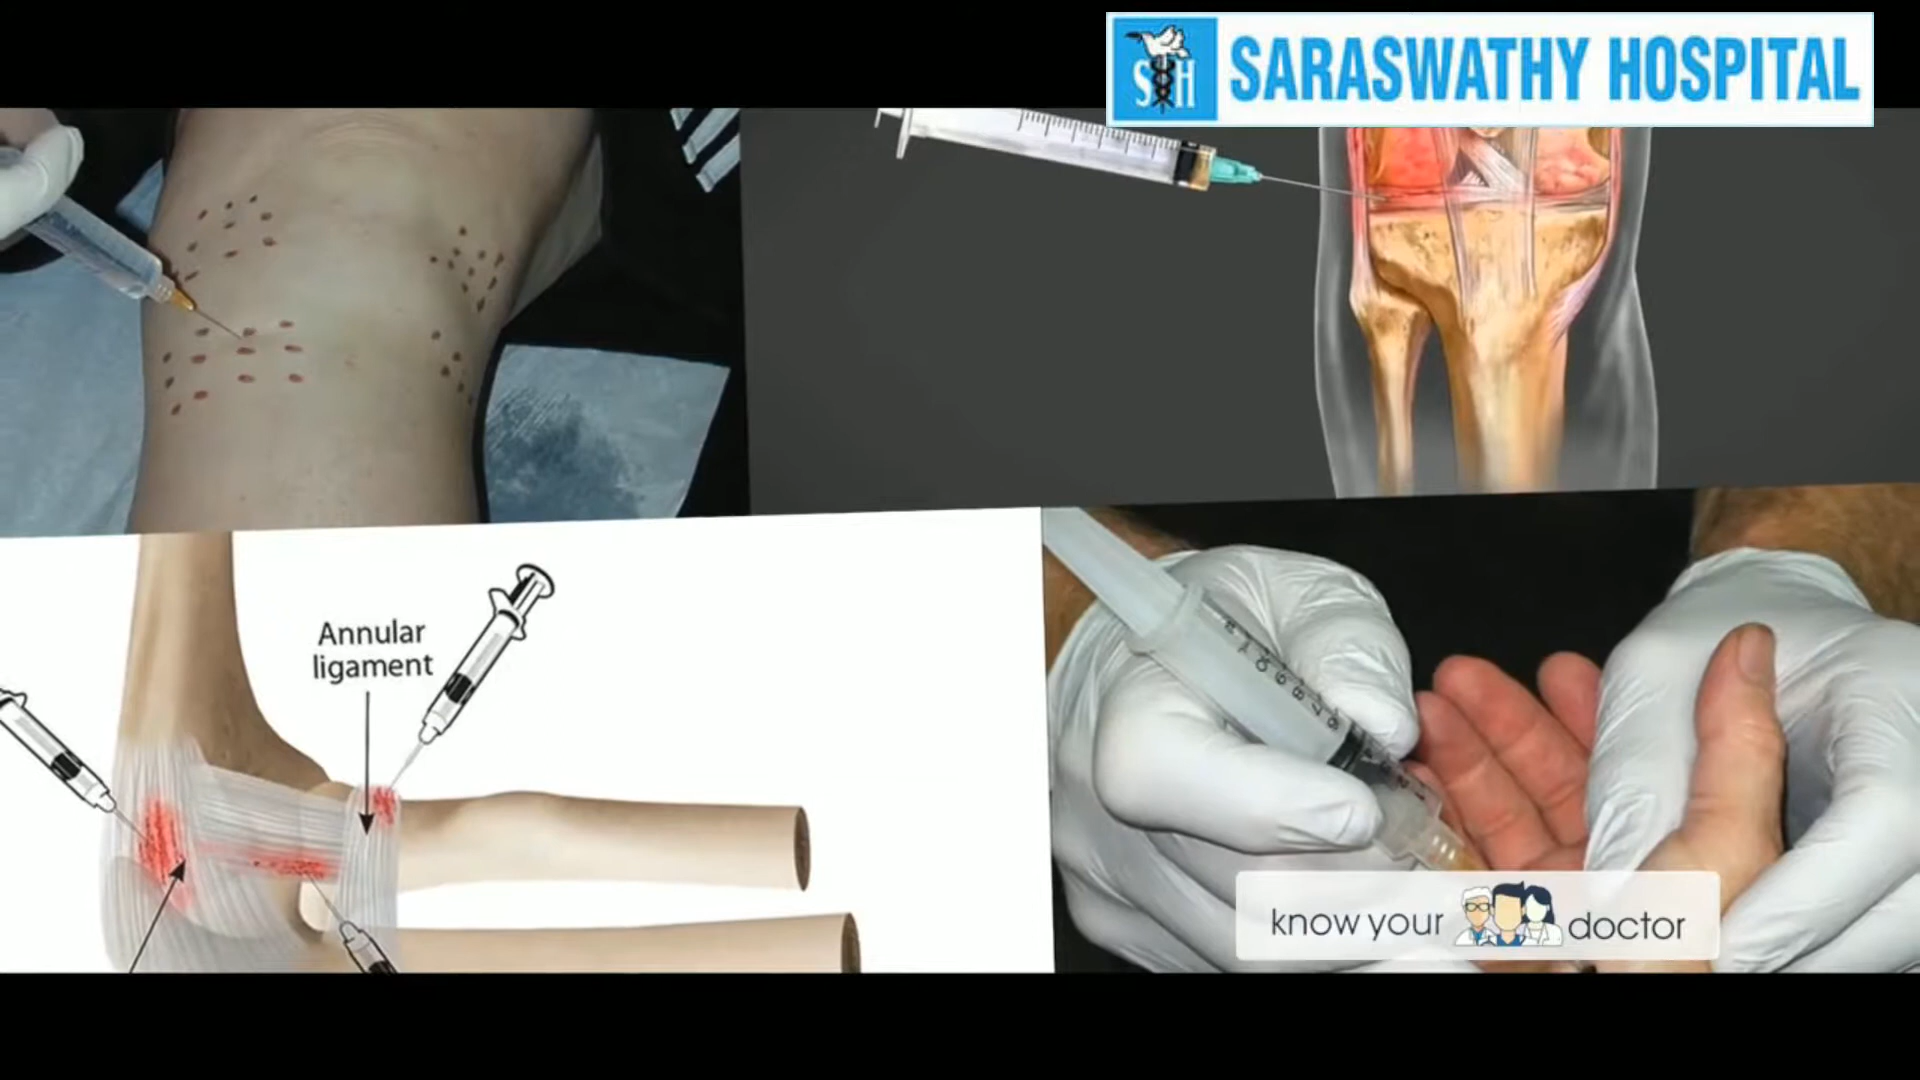 SH
SARASWATHY HOSPITAL
Annular
ligament
know your doctor